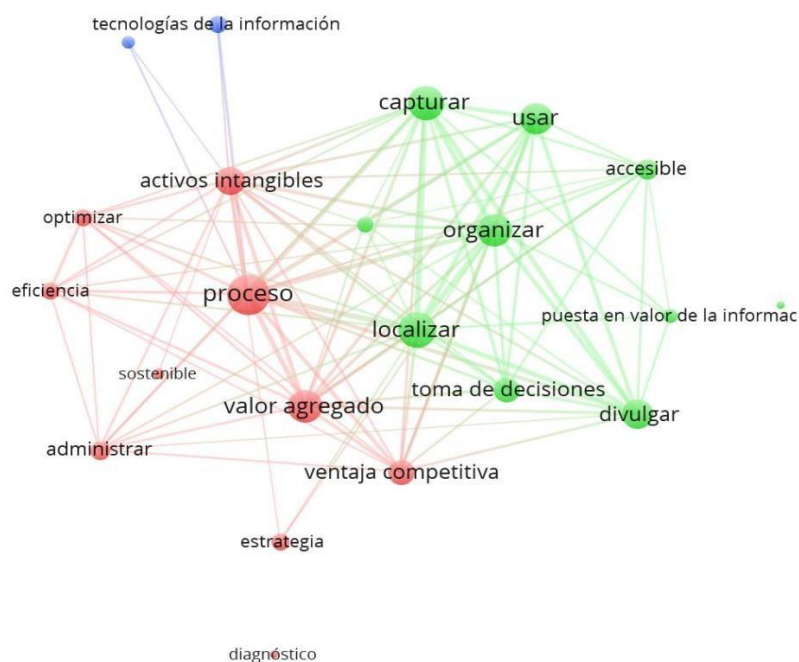 tecnologías de la información
capturar
usar
accesible
activos intangibles
optimizar
organizar
eficiencia
proceso
localizar
puesta en valor de la informac
sostenible
valor agregado
toma de decisiones
divulgar
administrar
ventaja competitiva
estrategia
diagnóstico